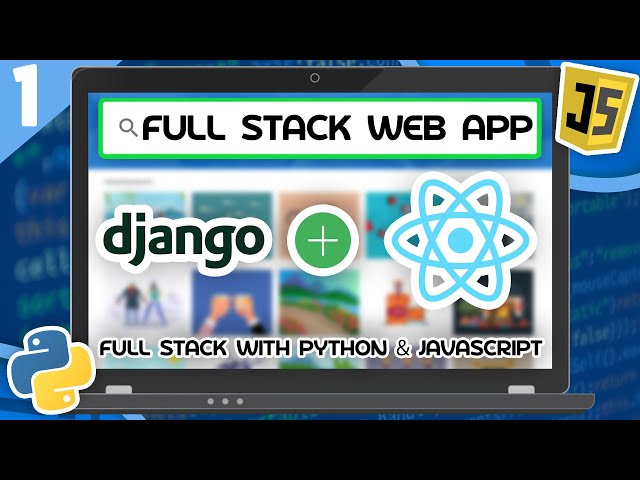 1
JS
FULL STACK WEB APP
django
FULL STACK WITH PYTHON & JAVASCRIPT